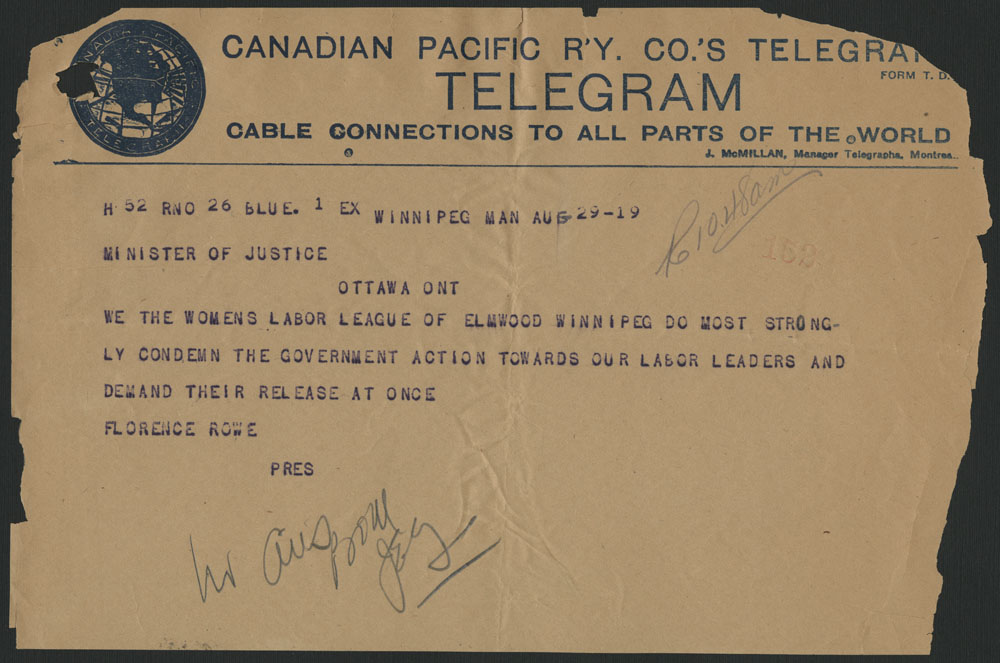 CANADIAN PACIFIC R'Y. CO.'S TELEGRA
FORM T. D.
TELEGRAM
CABLE CONNECTIONS TO ALL PARTS OF THE WORLD
J. McMILLAN, Manager Telegraphs, Montrea
R 10.48am
H 52 RNO 26 BLUE. 1 EX WINNIPEG MAN AUG 29-19
MINISTER OF JUSTICE
OTTAWA ONT
WE THE WOMENS LABOR LEAGUE OF ELMWOOD WINNIPEG DO MOST STRONG-
LY CONDEMN THE GOVERNMENT ACTION TOWARDS OUR LABOR LEADERS AND
DEMAND THEIR RELEASE AT ONCE
FLORENCE ROWE
PRES